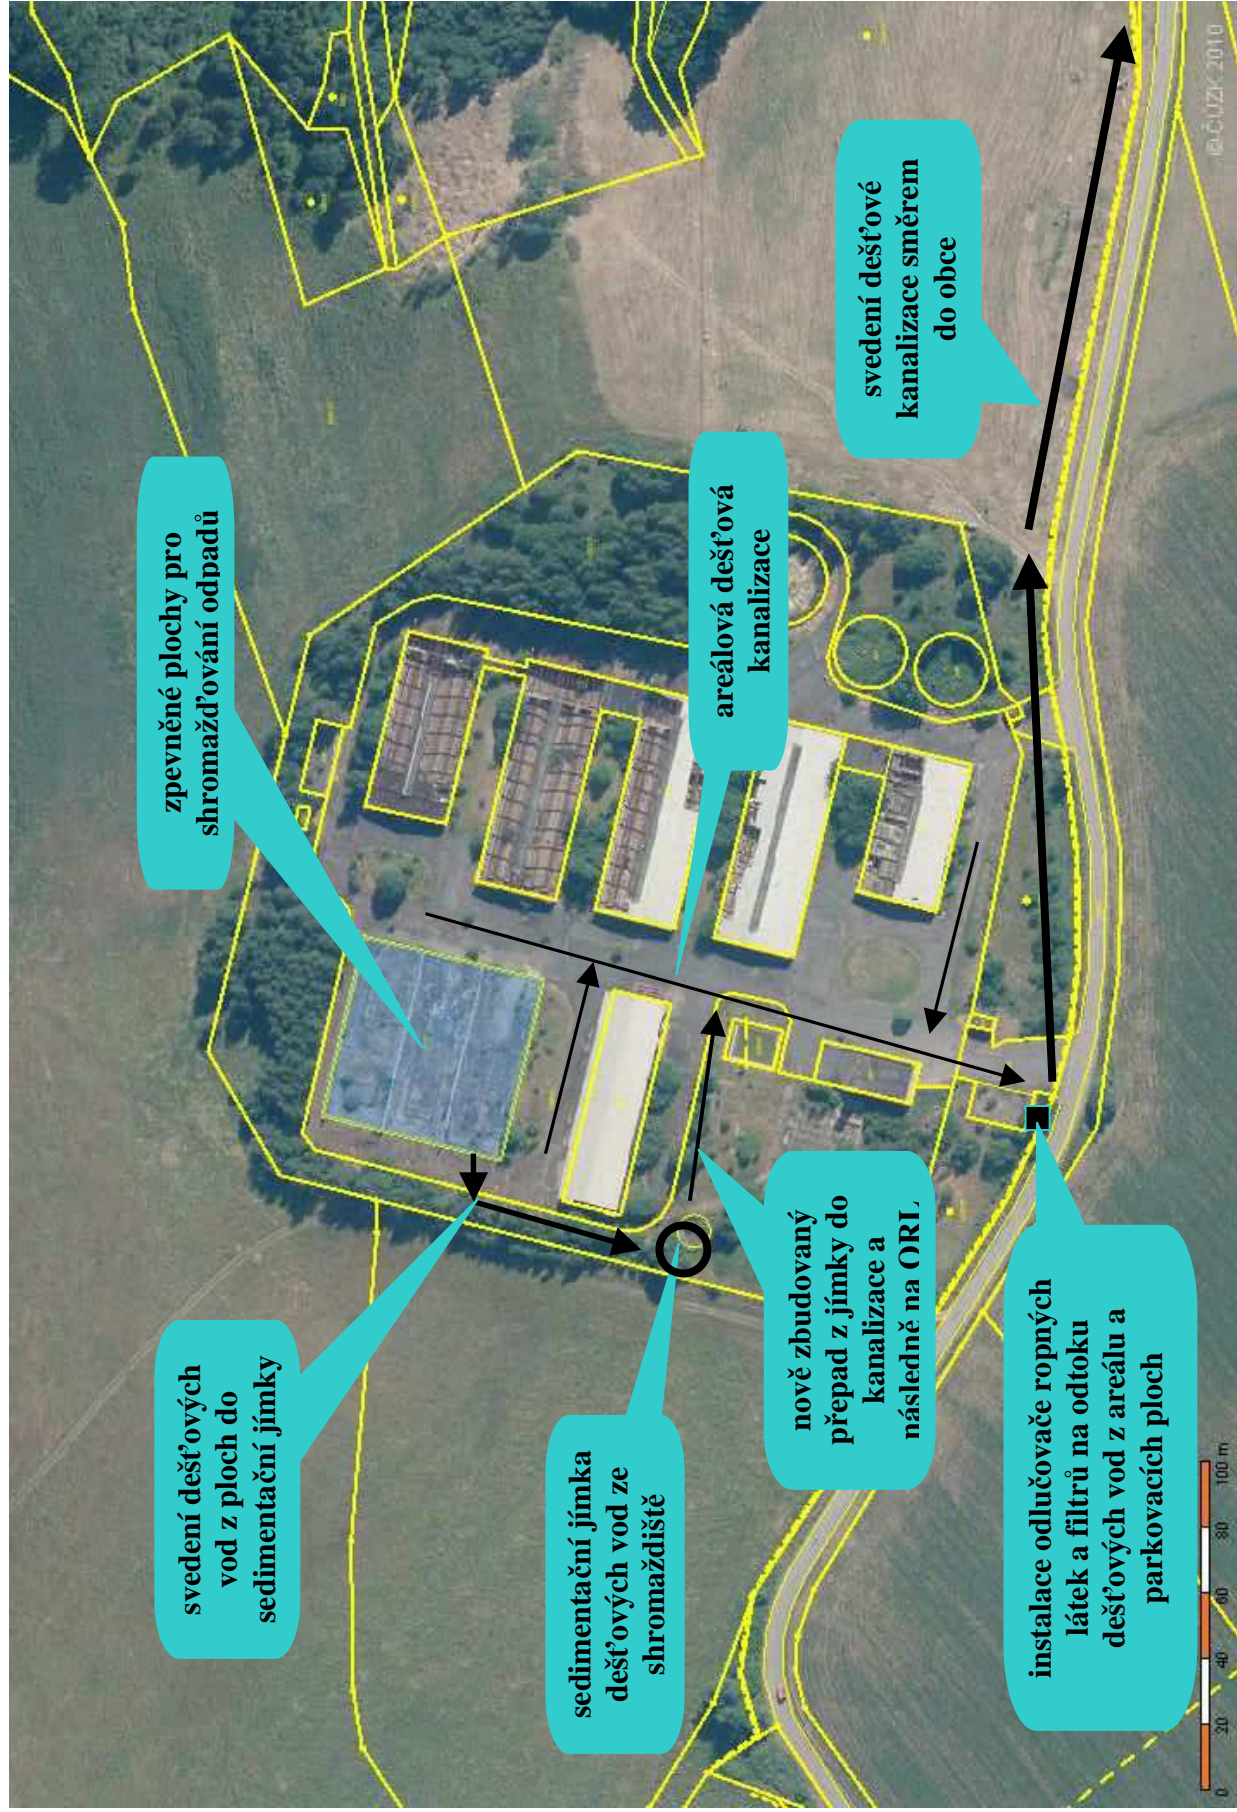 svedení dešťových
vod z ploch do
sedimentační jímky
zpevněné plochy pro
shromažďování odpadů
sedimentační jímka
dešťových vod ze
shromaždiště
areálová dešťová
kanalizace
nově zbudovaný
přepad z jímky do
kanalizace a
následně na ORL
svedení dešťové
kanalizace směrem
do obce
instalace odlučovače ropných
látek a filtrů na odtoku
dešťových vod z areálu a
parkovacích ploch
0 20 40 60 80 100 m
© ČÚZK 2010